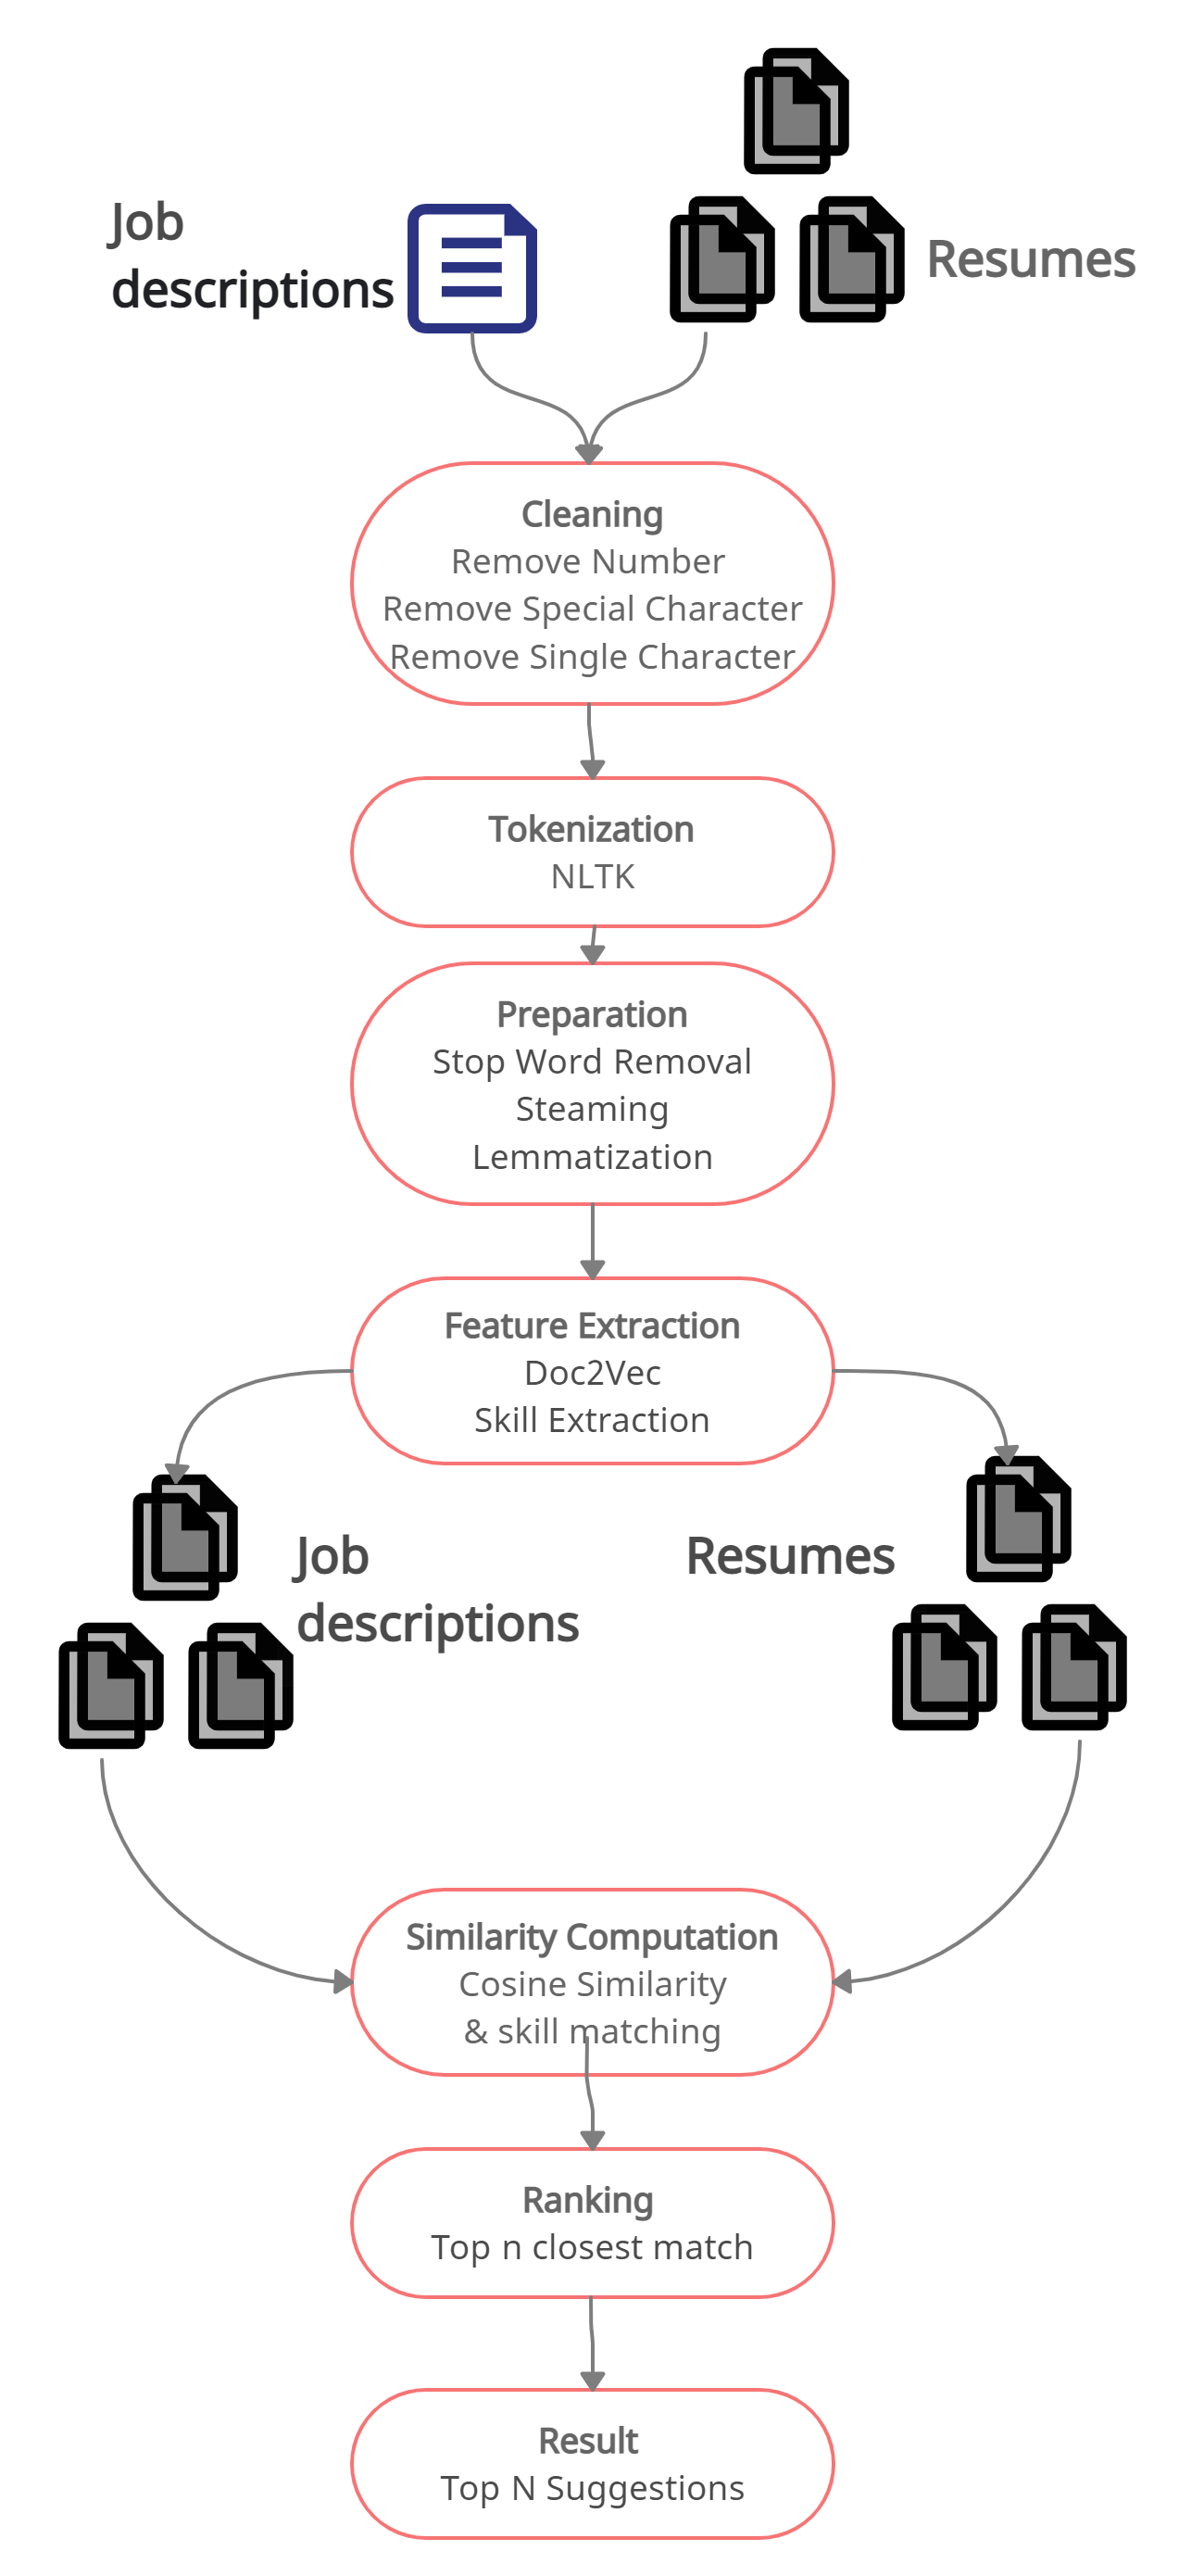 Job
descriptions
Resumes
Cleaning
Remove Number
Remove Special Character
Remove Single Character
Tokenization
NLTK
Preparation
Stop Word Removal
Steaming
Lemmatization
Feature Extraction
Doc2Vec
Skill Extraction
Job
descriptions
Resumes
Similarity Computation
Cosine Similarity
& skill matching
Ranking
Top n closest match
Result
Top N Suggestions